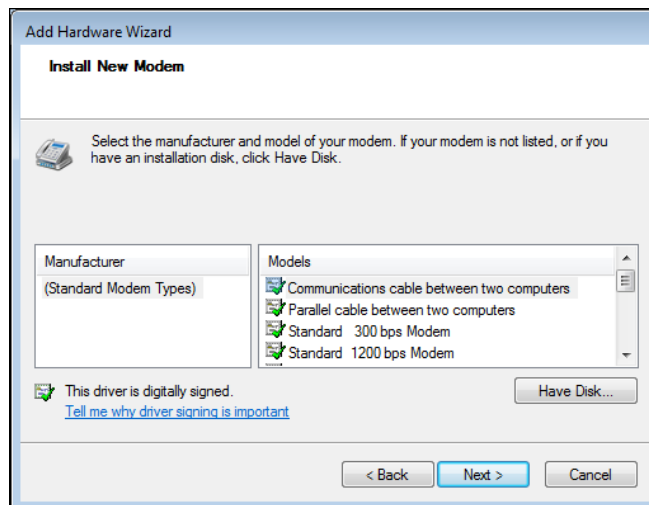 Add Hardware Wizard
Install New Modem
Select the manufacturer and model of your modem. If your modem is not listed, or if you
have an installation disk, click Have Disk.
Manufacturer
(Standard Modem Types)
Models
Communications cable between two computers
Parallel cable between two computers
Standard 300 bps Modem
Standard 1200 bps Modem
This driver is digitally signed.
Tell me why driver signing is important
Have Disk...
< Back
Next >
Cancel